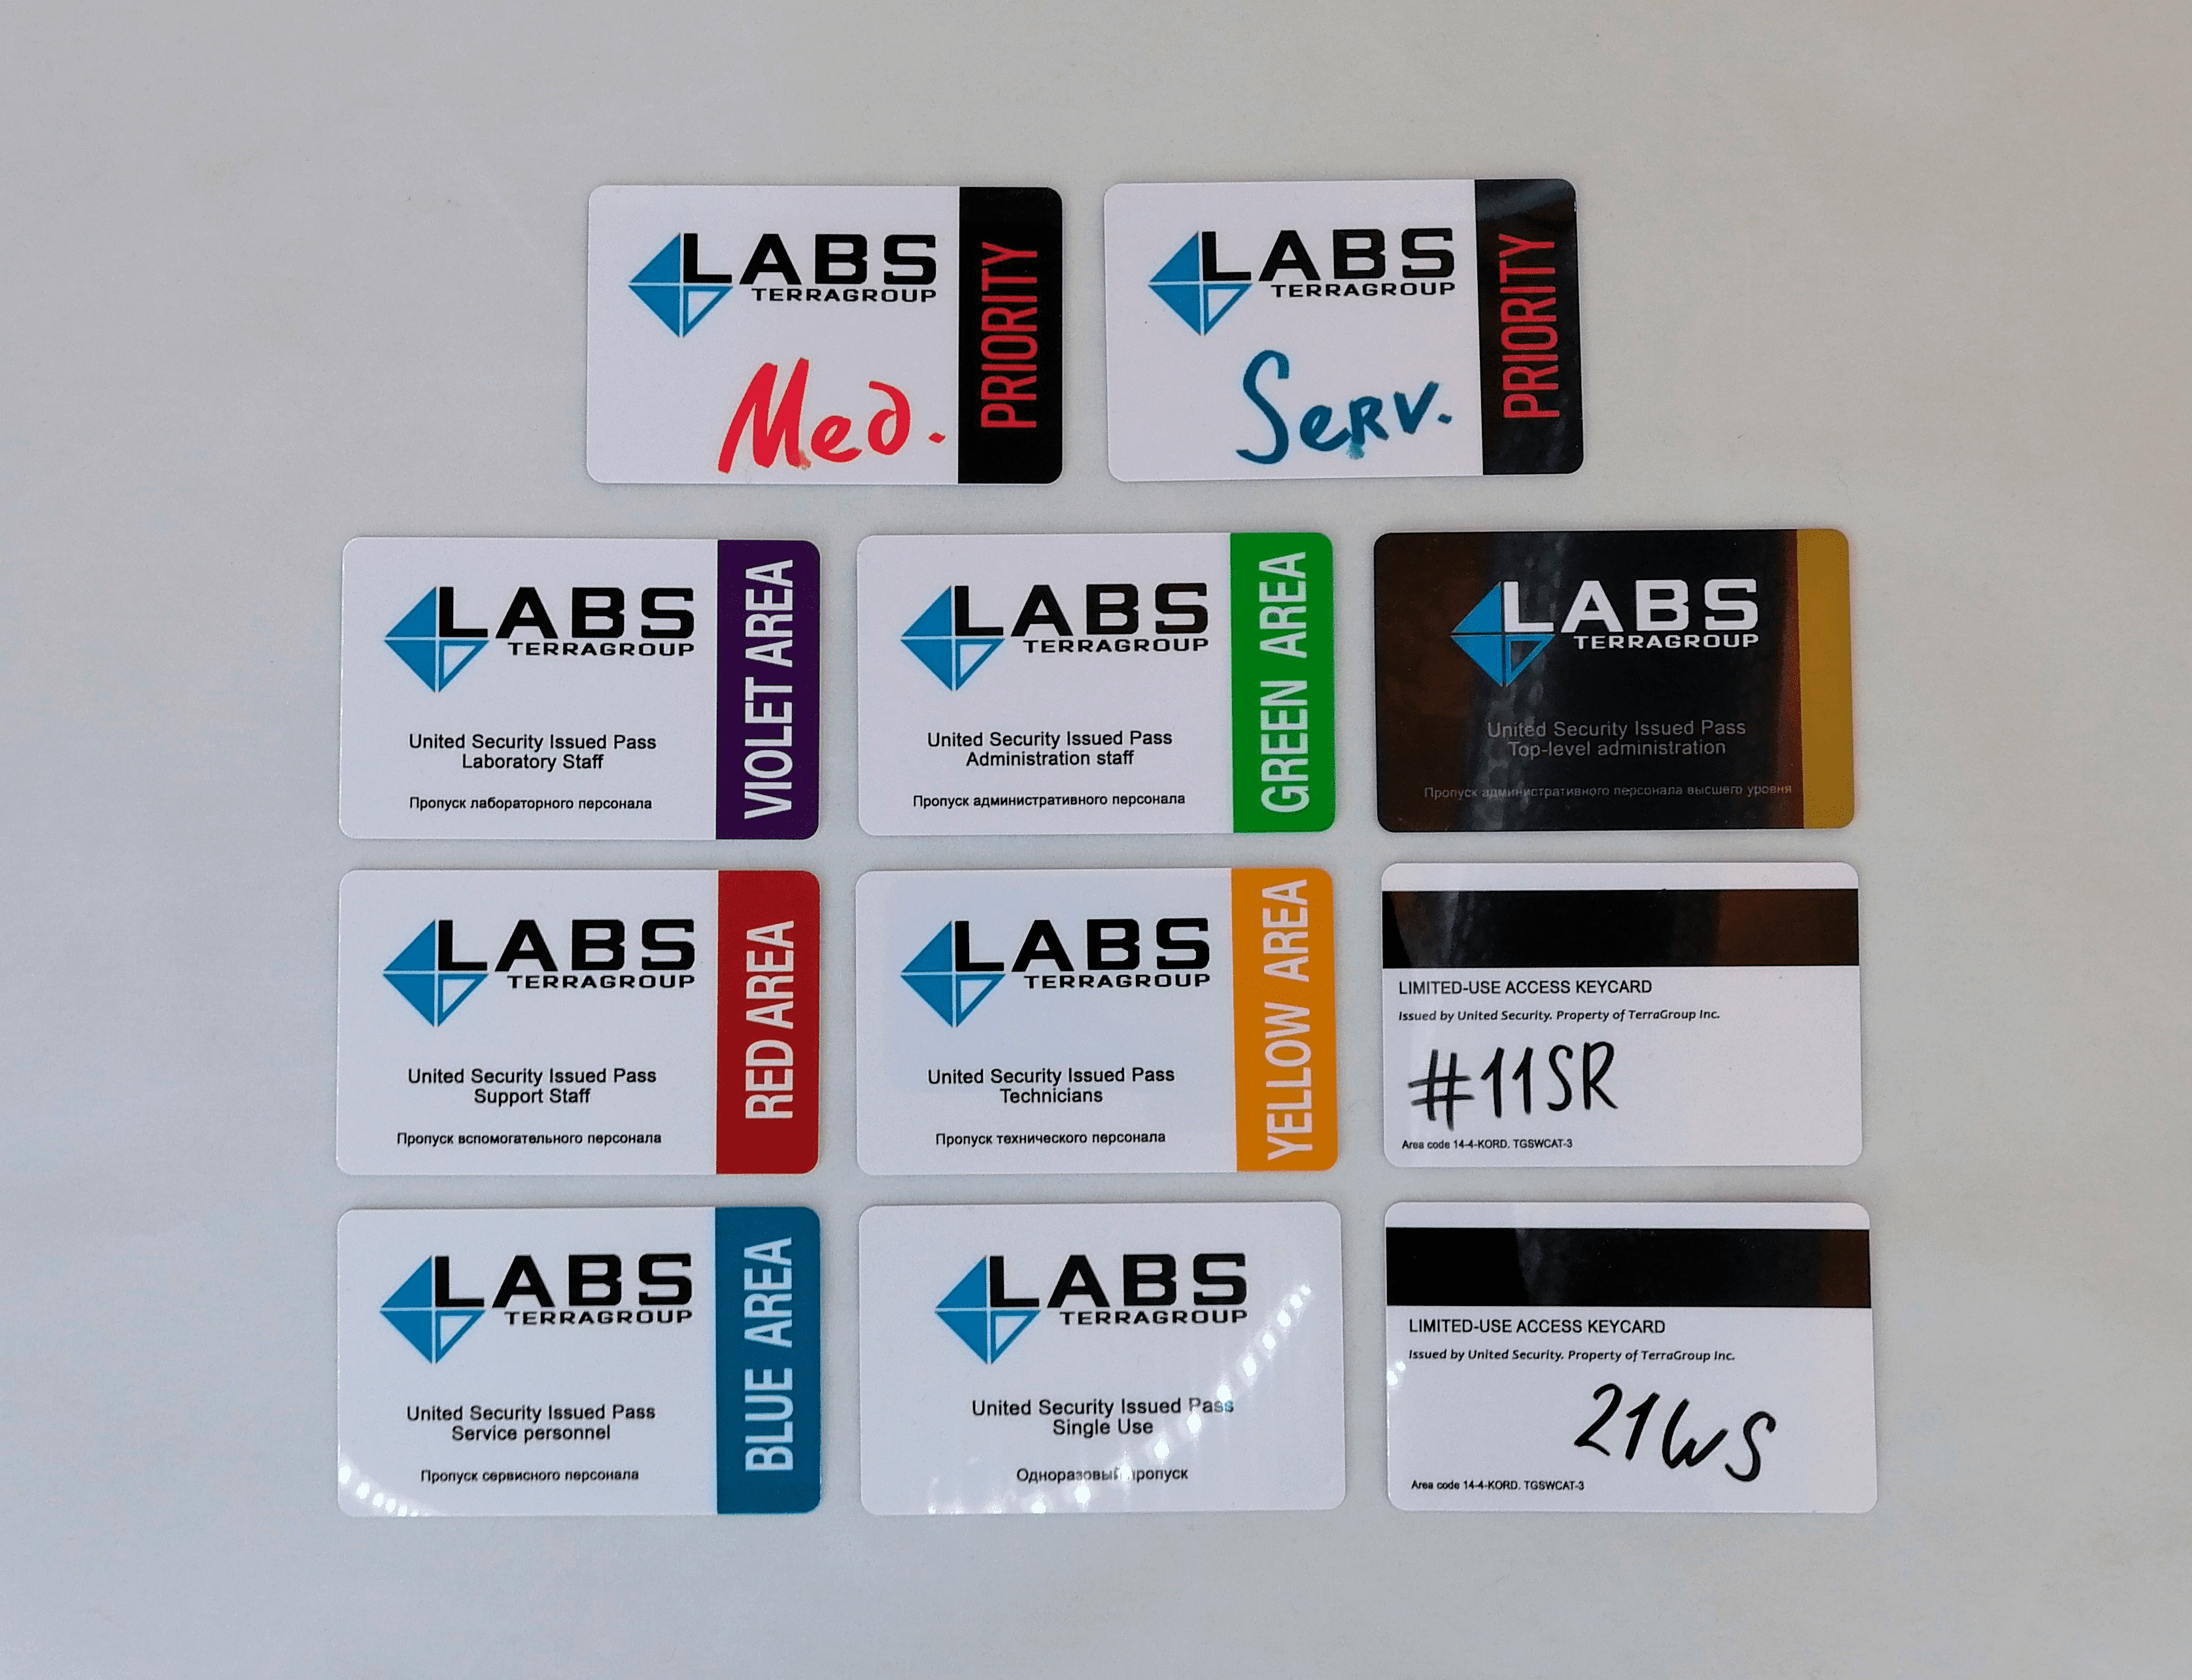 LABS
TERRAGROUP
Med.
PRIORITY
LABS
TERRAGROUP
Serv.
PRIORITY
LABS
TERRAGROUP
United Security Issued Pass
Laboratory Staff
Пропуск лабораторного персонала
VIOLET AREA
LABS
TERRAGROUP
United Security Issued Pass
Administration staff
Пропуск административного персонала
GREEN AREA
LABS
TERRAGROUP
United Security Issued Pass
Top-level administration
Пропуск административного персонала высшего уровня
LABS
TERRAGROUP
United Security Issued Pass
Support Staff
Пропуск вспомогательного персонала
RED AREA
LABS
TERRAGROUP
United Security Issued Pass
Technicians
Пропуск технического персонала
YELLOW AREA
LIMITED-USE ACCESS KEYCARD
Issued by United Security. Property of TerraGroup Inc.
#11SR
Area code 14-4-KORD. TGSWCAT-3
LABS
TERRAGROUP
United Security Issued Pass
Service personnel
Пропуск сервисного персонала
BLUE AREA
LABS
TERRAGROUP
United Security Issued Pass
Single Use
Одноразовый пропуск
LIMITED-USE ACCESS KEYCARD
Issued by United Security. Property of TerraGroup Inc.
21WS
Area code 14-4-KORD. TGSWCAT-3